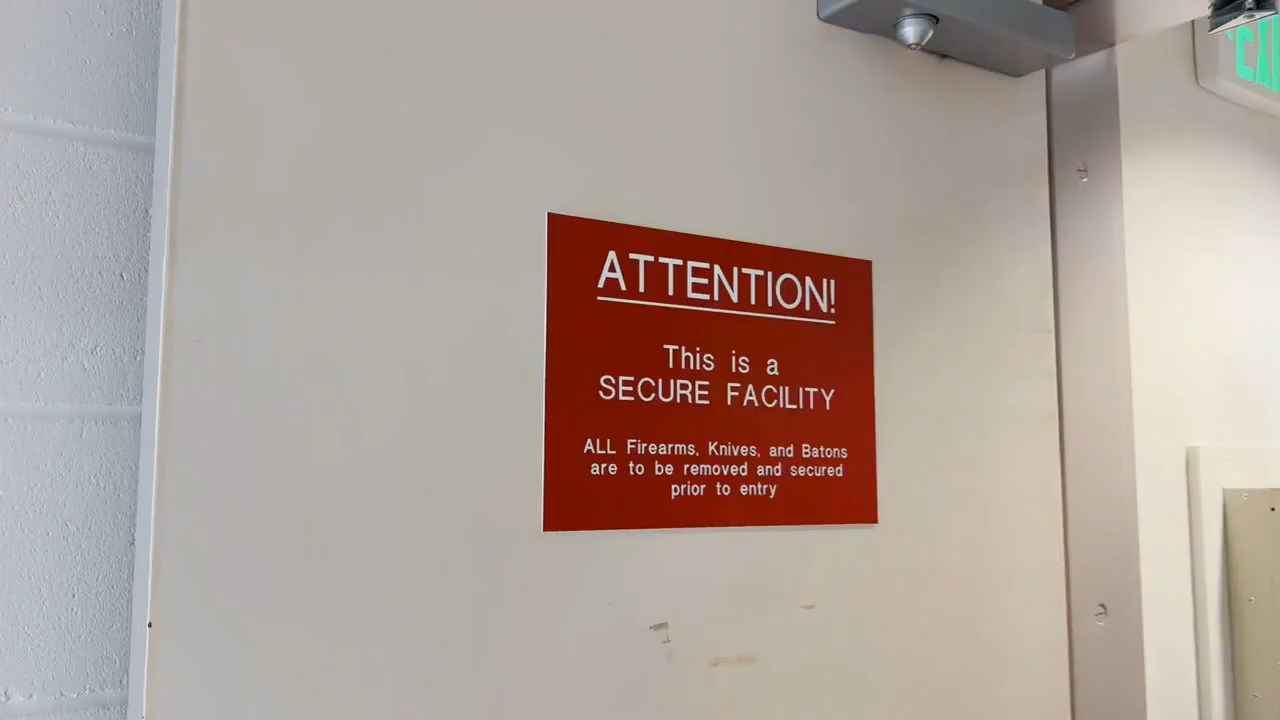 ATTENTION!
This is a
SECURE FACILITY
ALL Firearms, Knives, and Batons
are to be removed and secured
prior to entry